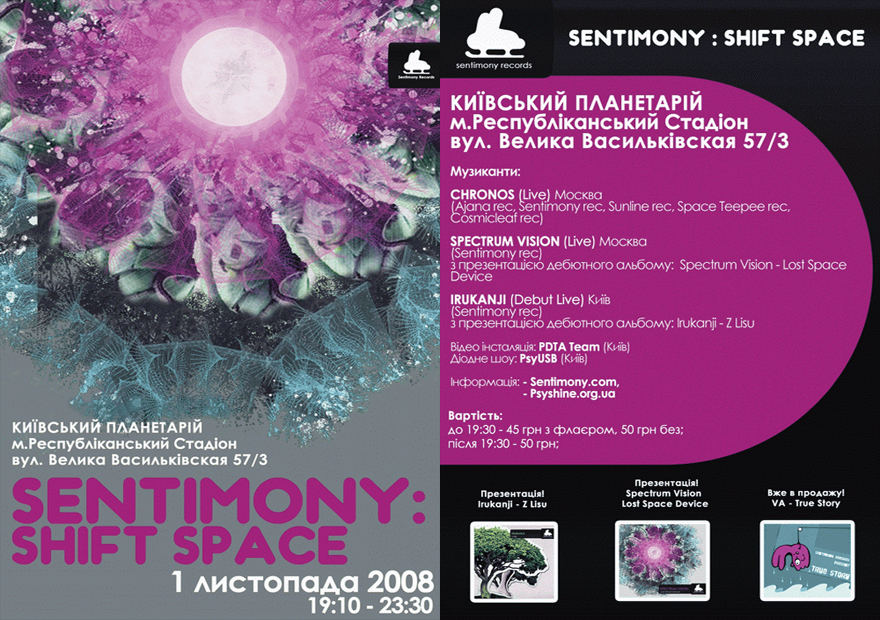 Sentimony Records
КИЇВСЬКИЙ ПЛАНЕТАРІЙ
м.Республіканський Стадіон
вул. Велика Васильківская 57/3
SENTIMONY:
SHIFT SPACE
1 листопада 2008
19:10 - 23:30
sentimony records
SENTIMONY : SHIFT SPACE
КИЇВСЬКИЙ ПЛАНЕТАРІЙ
м.Республіканський Стадіон
вул. Велика Васильківская 57/3
Музиканти:
CHRONOS (Live) Москва
(Ajana rec, Sentimony rec, Sunline rec, Space Teepee rec,
Cosmicleaf rec)
SPECTRUM VISION (Live) Москва
(Sentimony rec)
з презентацією дебютного альбому: Spectrum Vision - Lost Space
Device
IRUKANJI (Debut Live) Київ
(Sentimony rec)
з презентацією дебютного альбому: Irukanji - Z Lisu
Відео інсталяція: PDTA Team (Київ)
Діодне шоу: PsyUSB (Київ)
Інформація: - Sentimony.com,
- Psyshine.org.ua
Вартість:
до 19:30 - 45 грн з флаєром, 50 грн без;
після 19:30 - 50 грн;
Презентація!
Irukanji - Z Lisu
Презентація!
Spectrum Vision
Lost Space Device
Вже в продажу!
VA - True Story
TRUE STORY